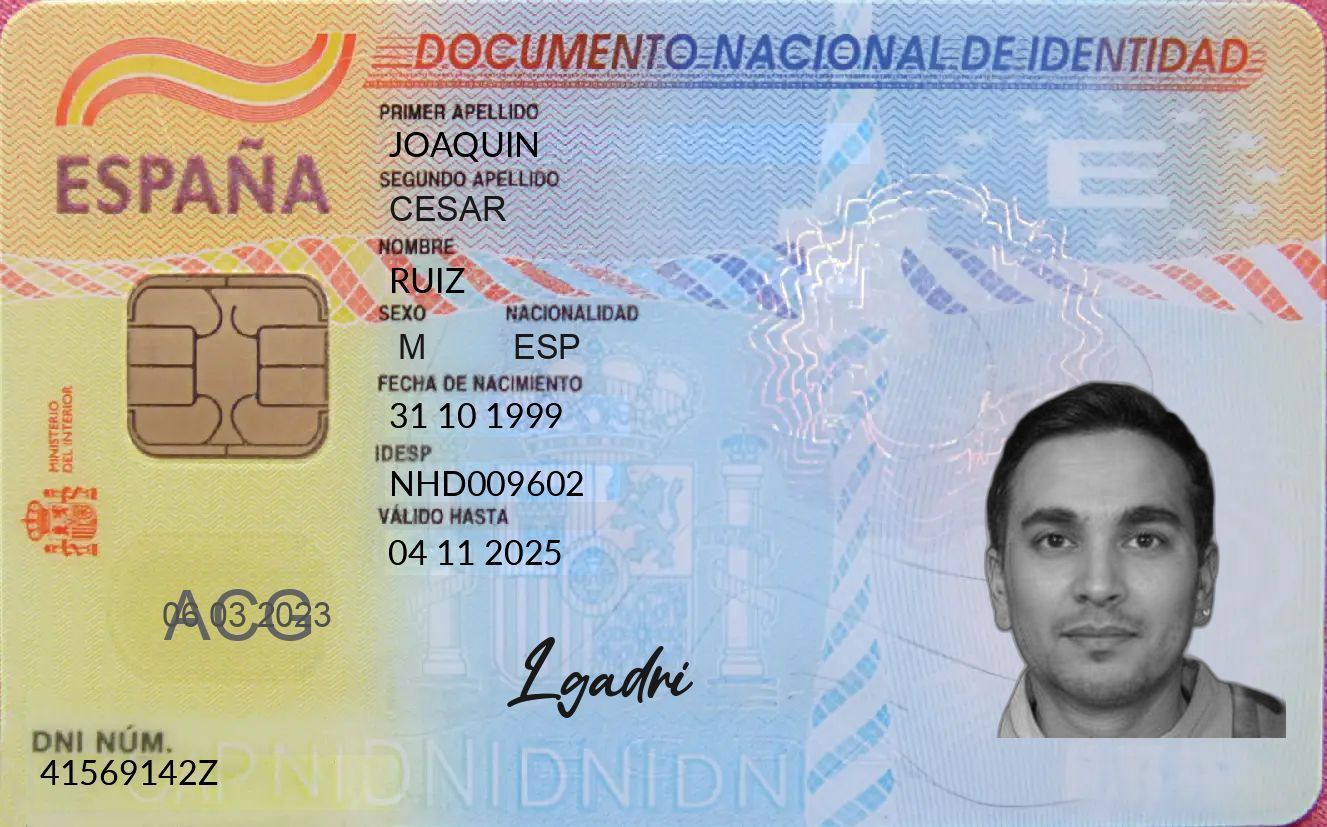 DOCUMENTO NACIONAL DE IDENTIDAD
ESPAÑA
PRIMER APELLIDO
JOAQUIN
SEGUNDO APELLIDO
CESAR
NOMBRE
RUIZ
SEXO NACIONALIDAD
M ESP
FECHA DE NACIMIENTO
31 10 1999
IDESP
NHD009602
VÁLIDO HASTA
04 11 2025
MINISTERIO
DEL INTERIOR
E
ACG
06 03 2023
Lgadri
DNI NÚM.
41569142Z
DNIDNIDNIDNI